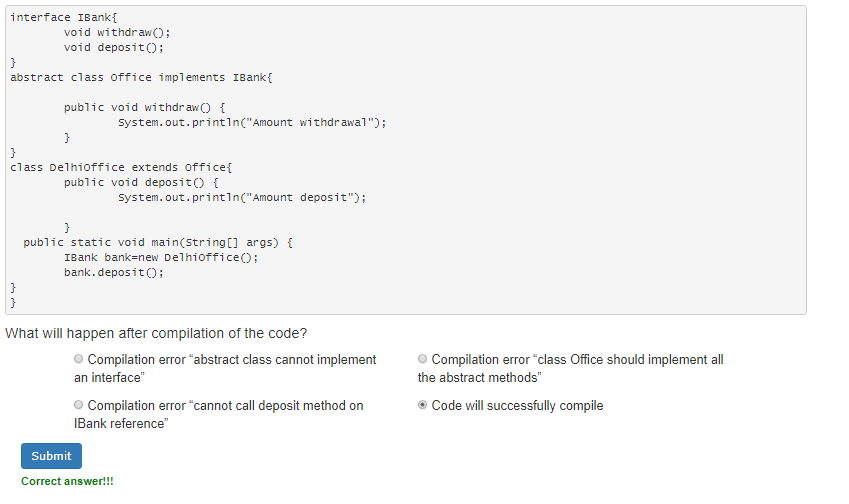 interface IBank{
void withdraw();
void deposit();
}
abstract class Office implements IBank{
public void withdraw() {
System.out.println("Amount withdrawal");
}
}
class DelhiOffice extends Office{
public void deposit() {
System.out.println("Amount deposit");
}
public static void main(String[] args) {
IBank bank=new DelhiOffice();
bank.deposit();
}
}
What will happen after compilation of the code?
Compilation error “abstract class cannot implement
an interface”
Compilation error “class Office should implement all
the abstract methods”
Compilation error “cannot call deposit method on
IBank reference”
Code will successfully compile
Submit
Correct answer!!!